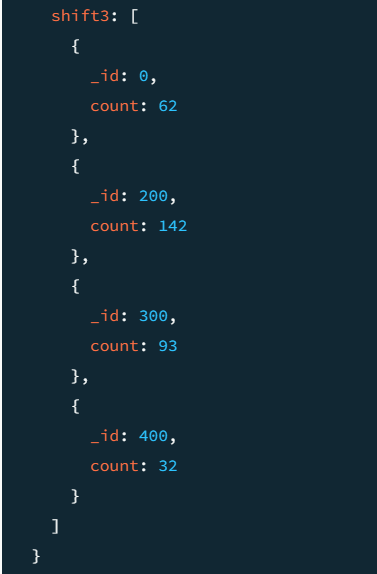 shift3: [
{
_id: 0,
count: 62
},
{
_id: 200,
count: 142
},
{
_id: 300,
count: 93
},
{
_id: 400,
count: 32
}
]
}